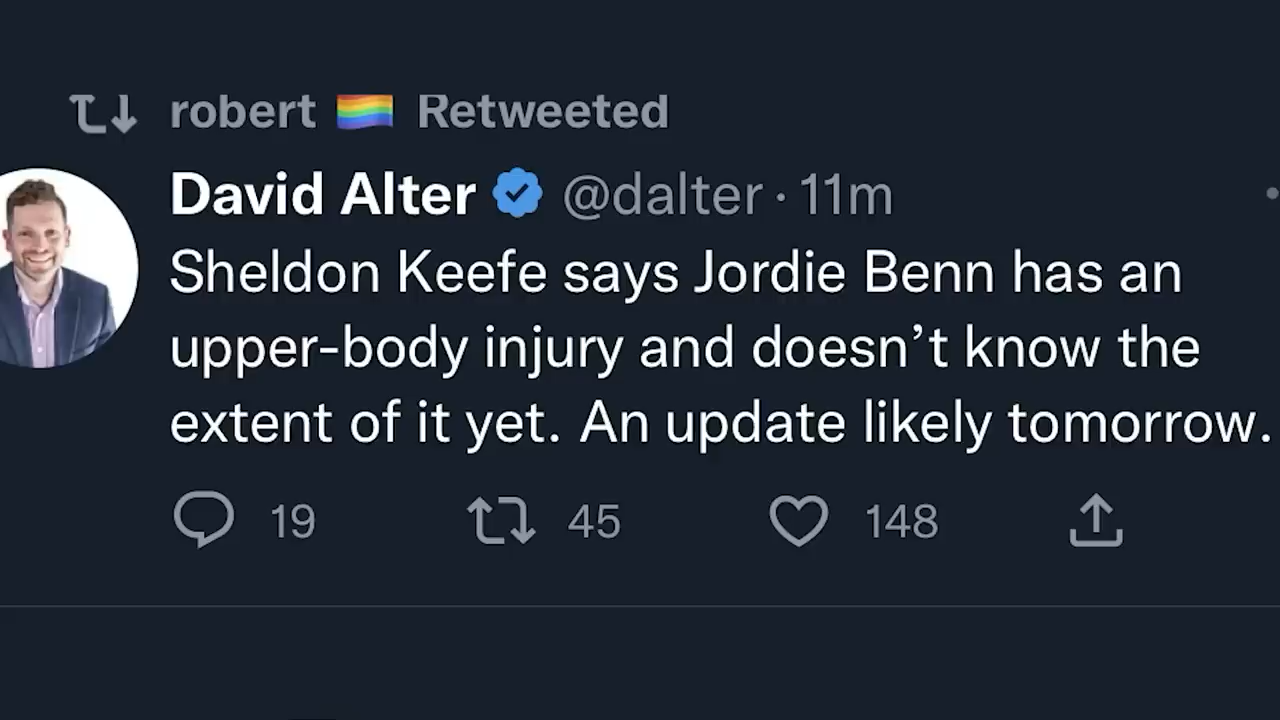 robert 🏳️‍🌈 Retweeted
David Alter @dalter · 11m
Sheldon Keefe says Jordie Benn has an
upper-body injury and doesn’t know the
extent of it yet. An update likely tomorrow.
19 45 148